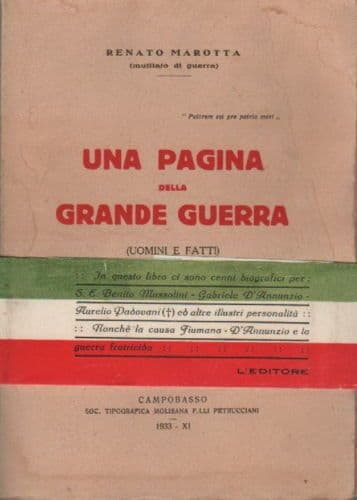 RENATO MAROTTA
(mutilato di guerra)
" Pulcrum est pro patria mori „
UNA PAGINA
DELLA
GRANDE GUERRA
(UOMINI E FATTI)
:: In questo libro ci sono cenni biografici per:
S. E. Benito Mussolini - Gabriele D'Annunzio -
Aurelio Padovani (†) ed altre illustri personalità ::
:: Nonchè la causa Fiumana - D'Annunzio e la
guerra fratricida :: :: :: :: :: ::
L'EDITORE
CAMPOBASSO
SOC. TIPOGRAFICA MOLISANA F.LLI PETRUCCIANI
1933 - XI